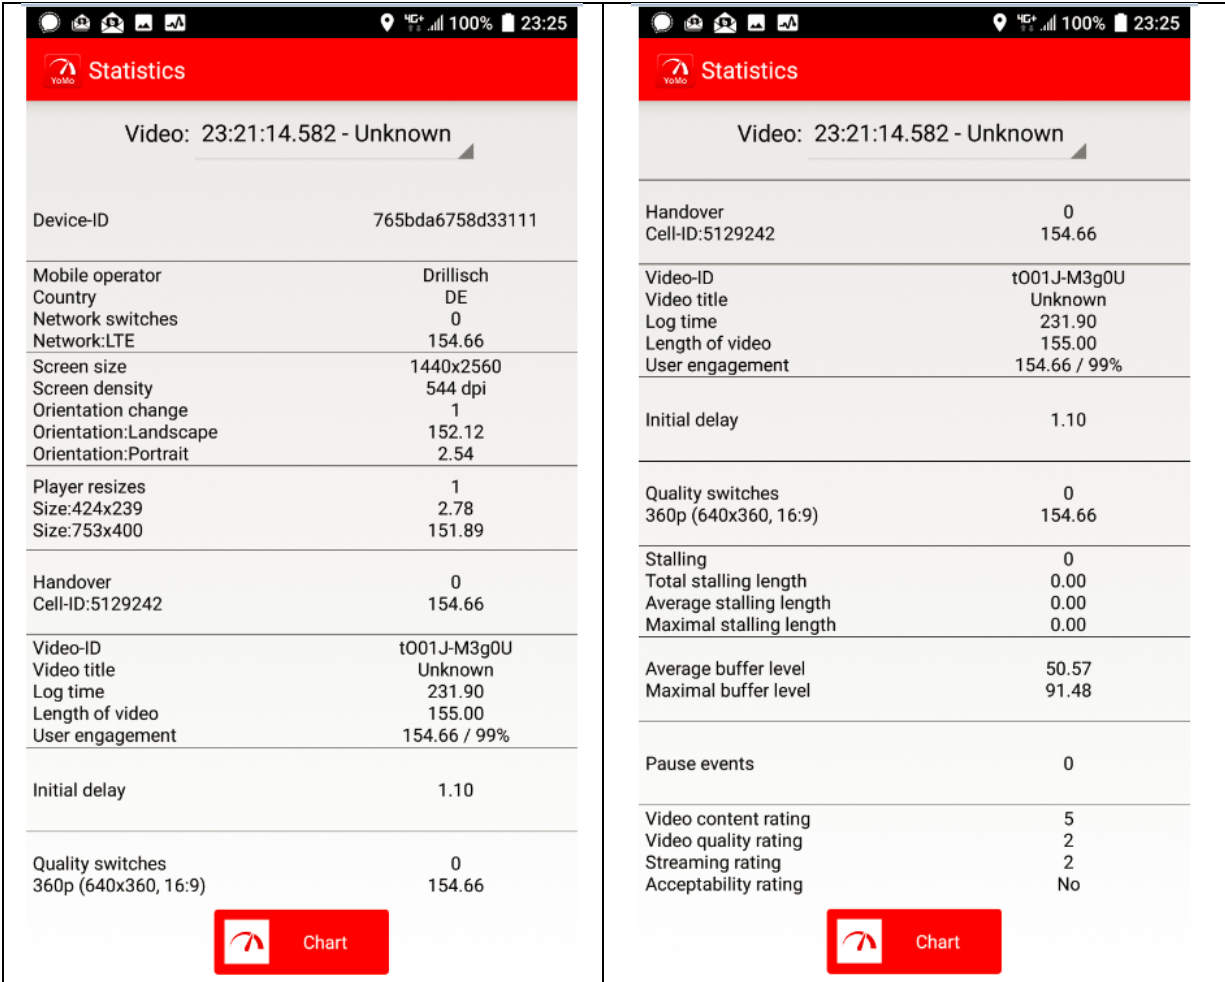 4G+ 100% 23:25
YoMo Statistics
Video: 23:21:14.582 - Unknown
Device-ID 765bda6758d33111
Mobile operator Drillisch
Country DE
Network switches 0
Network:LTE 154.66
Screen size 1440x2560
Screen density 544 dpi
Orientation change 1
Orientation:Landscape 152.12
Orientation:Portrait 2.54
Player resizes 1
Size:424x239 2.78
Size:753x400 151.89
Handover 0
Cell-ID:5129242 154.66
Video-ID tO01J-M3g0U
Video title Unknown
Log time 231.90
Length of video 155.00
User engagement 154.66 / 99%
Initial delay 1.10
Quality switches 0
360p (640x360, 16:9) 154.66
Chart
4G+ 100% 23:25
YoMo Statistics
Video: 23:21:14.582 - Unknown
Handover 0
Cell-ID:5129242 154.66
Video-ID tO01J-M3g0U
Video title Unknown
Log time 231.90
Length of video 155.00
User engagement 154.66 / 99%
Initial delay 1.10
Quality switches 0
360p (640x360, 16:9) 154.66
Stalling 0
Total stalling length 0.00
Average stalling length 0.00
Maximal stalling length 0.00
Average buffer level 50.57
Maximal buffer level 91.48
Pause events 0
Video content rating 5
Video quality rating 2
Streaming rating 2
Acceptability rating No
Chart